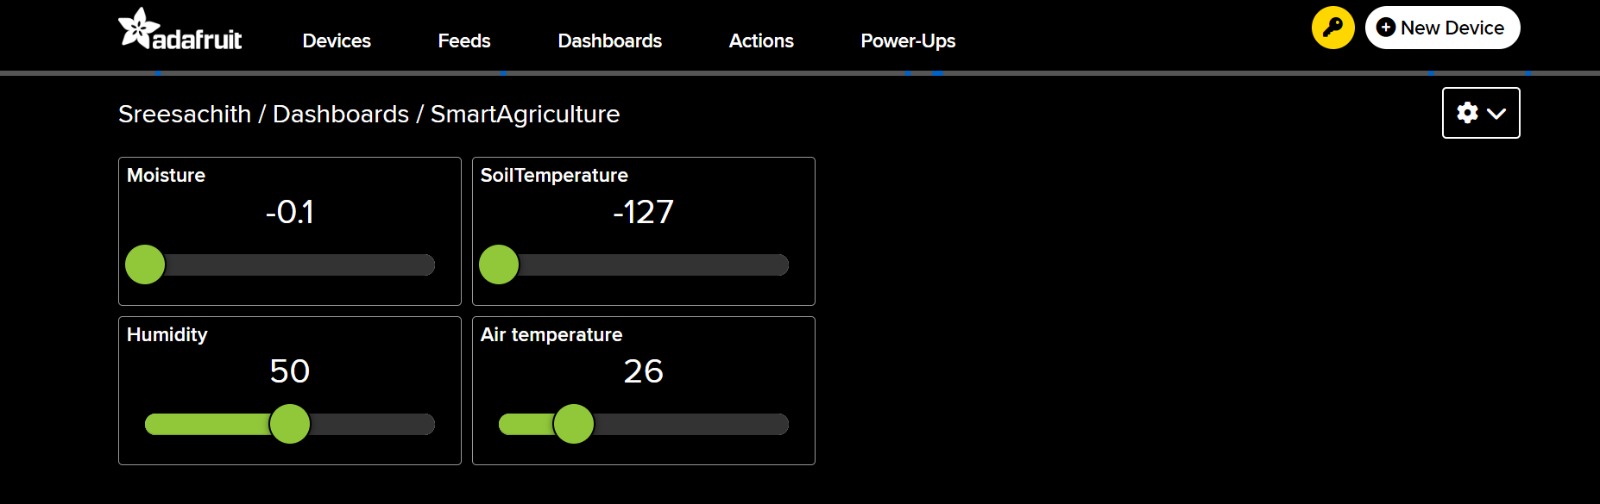 adafruit Devices Feeds Dashboards Actions Power-Ups New Device
Sreesachith / Dashboards / SmartAgriculture
Moisture
-0.1
SoilTemperature
-127
Humidity
50
Air temperature
26